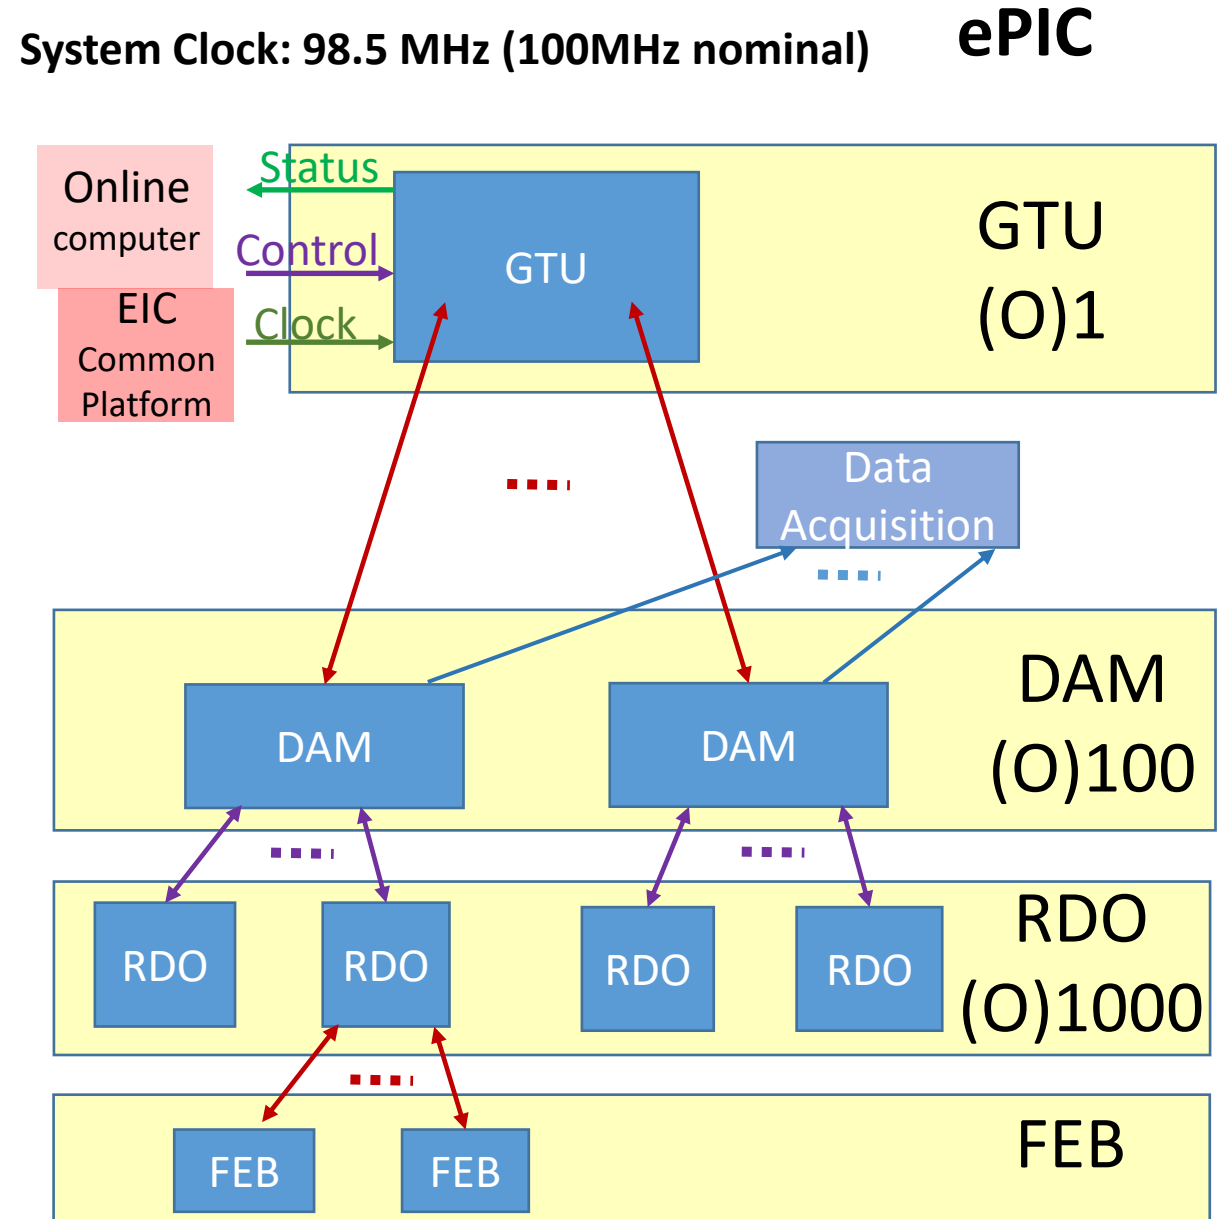 System Clock: 98.5 MHz (100MHz nominal)
ePIC
Online
computer
EIC
Common
Platform
Status
Control
Clock
GTU
GTU
(O)1
Data
Acquisition
DAM
DAM
DAM
(O)100
RDO
RDO
RDO
RDO
RDO
(O)1000
FEB
FEB
FEB